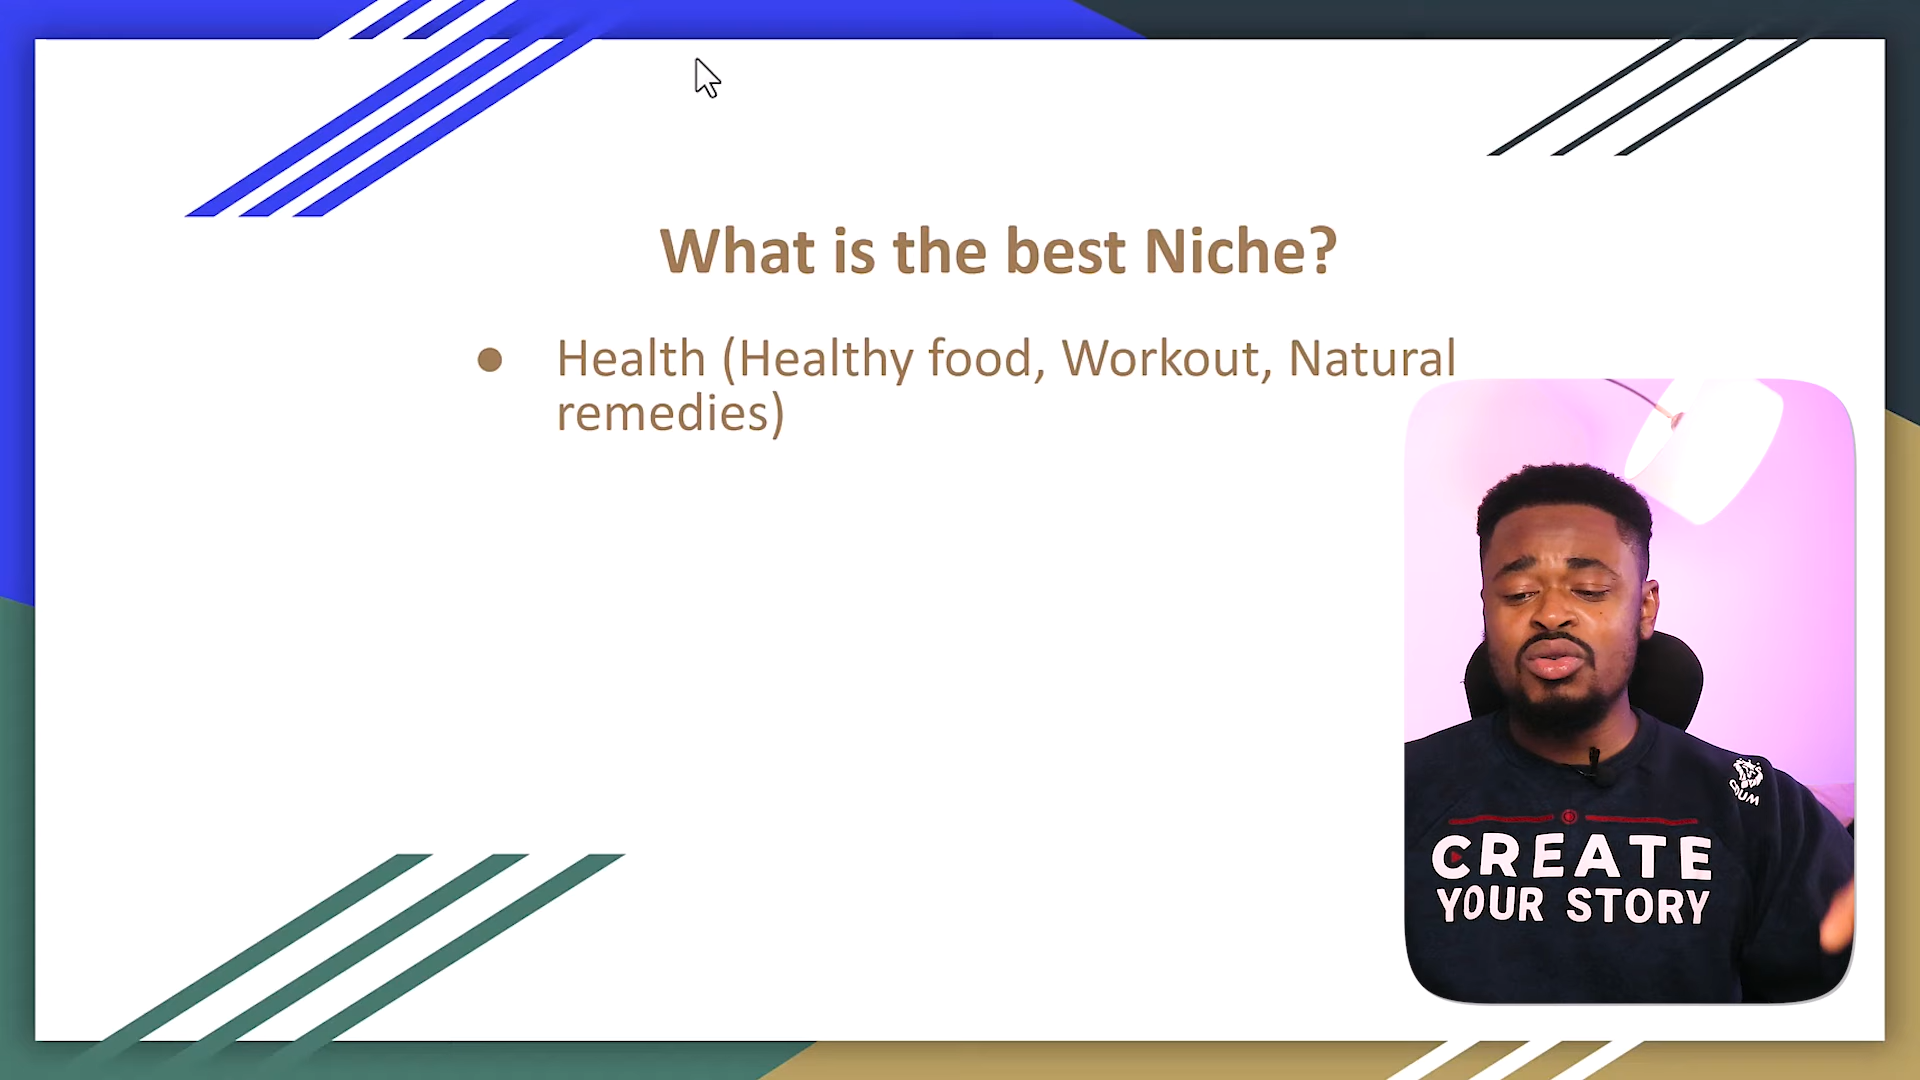 What is the best Niche?
● Health (Healthy food, Workout, Natural
remedies)
CREATE
YOUR STORY